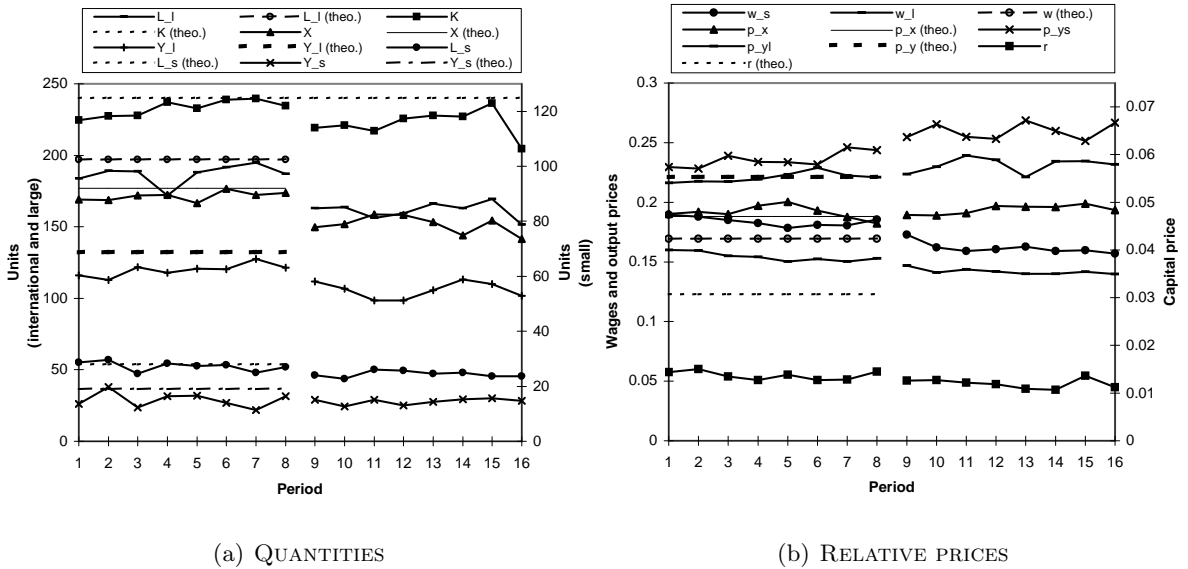 L_l L_l (theo.) K
K (theo.) X X (theo.)
Y_l Y_l (theo.) L_s
L_s (theo.) Y_s Y_s (theo.)
250
200
150
100
50
0
120
100
80
60
40
20
0
Units
(international and large)
Units
(small)
1 2 3 4 5 6 7 8 9 10 11 12 13 14 15 16
Period
(a) QUANTITIES
w_s w_l w (theo.)
p_x p_x (theo.) p_ys
p_yl p_y (theo.) r
r (theo.)
0.3
0.25
0.2
0.15
0.1
0.05
0
0.07
0.06
0.05
0.04
0.03
0.02
0.01
0
Wages and output prices
Capital price
1 2 3 4 5 6 7 8 9 10 11 12 13 14 15 16
Period
(b) RELATIVE PRICES